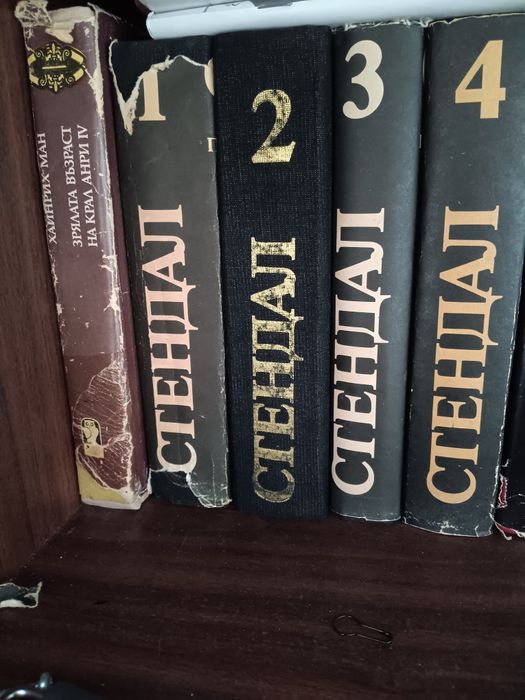 ХАЙНРИХ МАН
ЗРЯЛАТА ВЪЗРАСТ
НА КРАЛ АНРИ IV
1
СТЕНДАЛ
2
СТЕНДАЛ
3
СТЕНДАЛ
4
СТЕНДАЛ